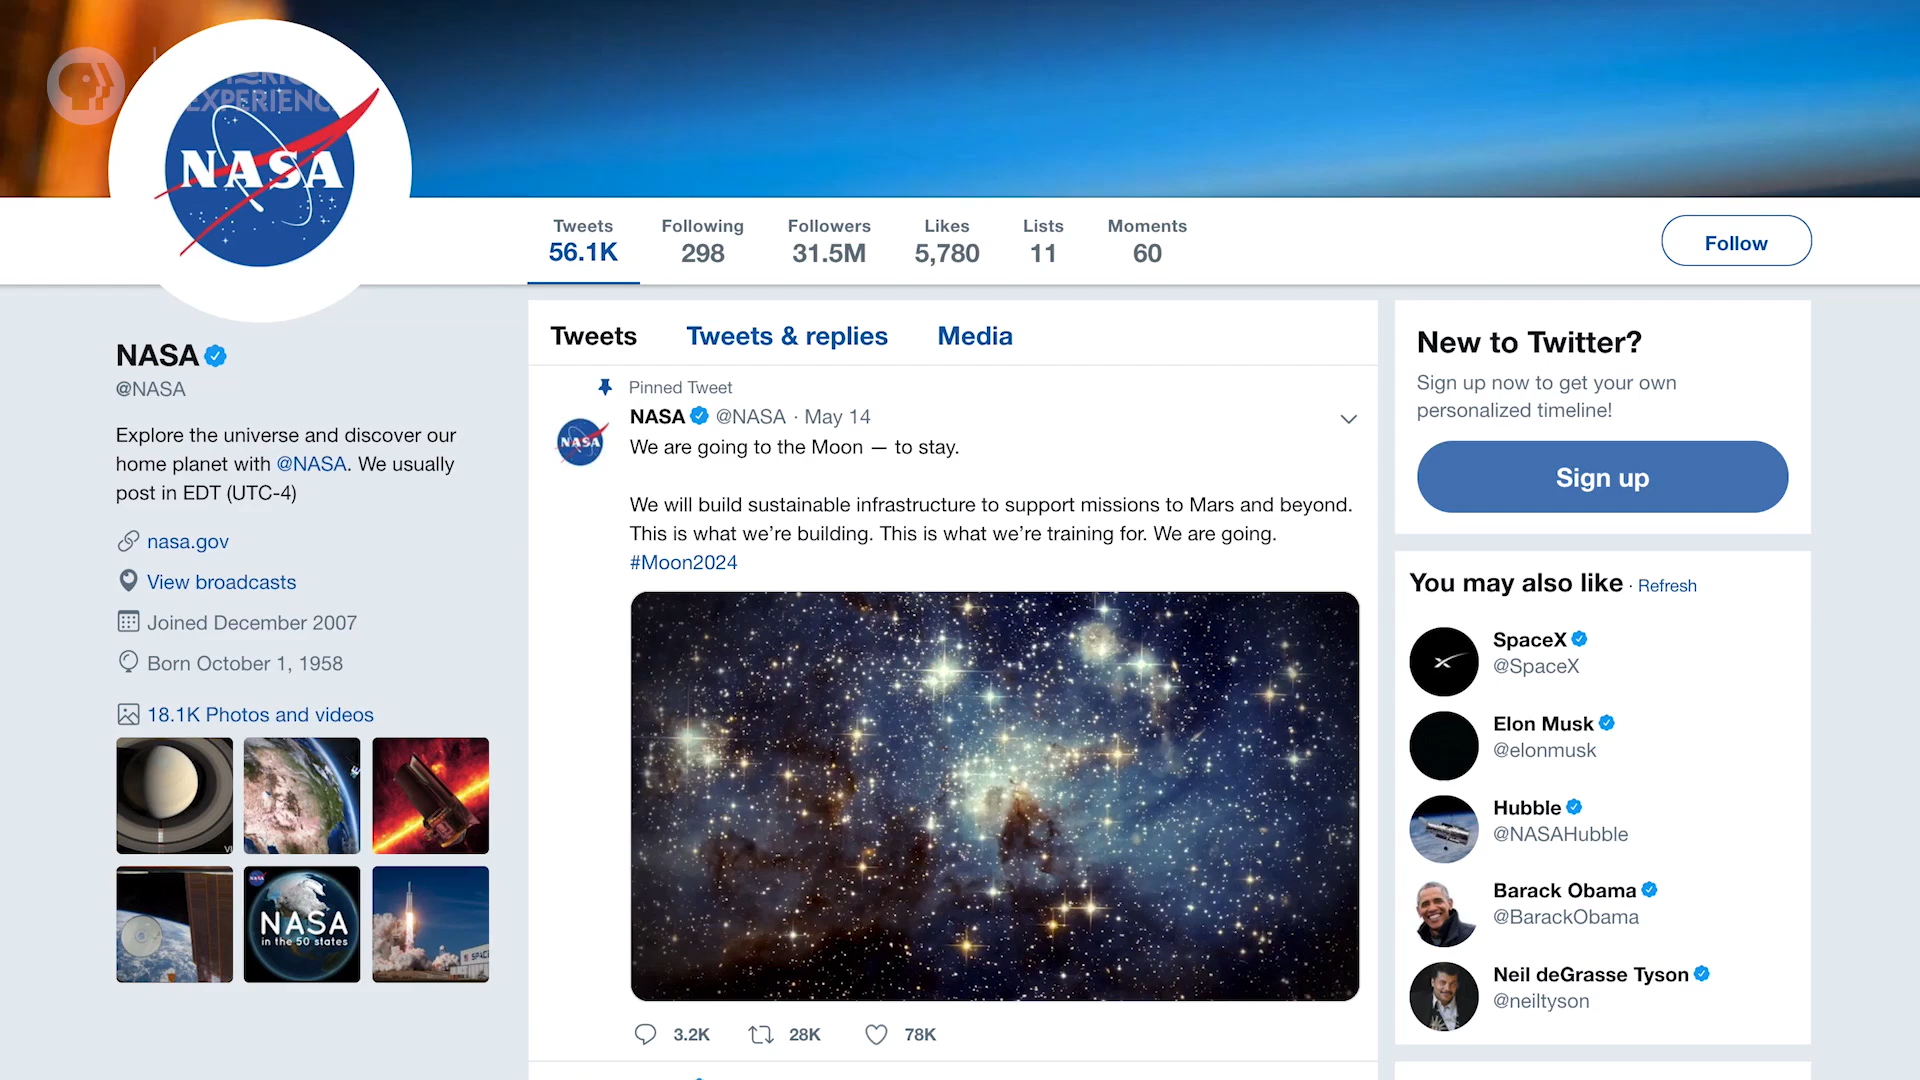 EXPERIENC
NASA
Tweets Following Followers Likes Lists Moments
56.1K 298 31.5M 5,780 11 60
Follow
NASA
@NASA
Explore the universe and discover our
home planet with @NASA. We usually
post in EDT (UTC-4)
nasa.gov
View broadcasts
Joined December 2007
Born October 1, 1958
18.1K Photos and videos
NASA
NASA
in the 50 states
Tweets Tweets & replies Media
Pinned Tweet
NASA @NASA · May 14
NASA
We are going to the Moon — to stay.
We will build sustainable infrastructure to support missions to Mars and beyond.
This is what we’re building. This is what we’re training for. We are going.
#Moon2024
3.2K 28K 78K
New to Twitter?
Sign up now to get your own
personalized timeline!
Sign up
You may also like · Refresh
SpaceX
@SpaceX
Elon Musk
@elonmusk
Hubble
@NASAHubble
Barack Obama
@BarackObama
Neil deGrasse Tyson
@neiltyson